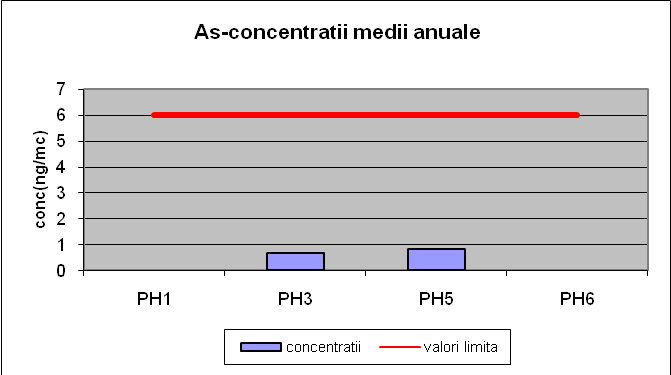 As-concentratii medii anuale
conc(ng/mc)
7
6
5
4
3
2
1
0
PH1 PH3 PH5 PH6
concentratii valori limita